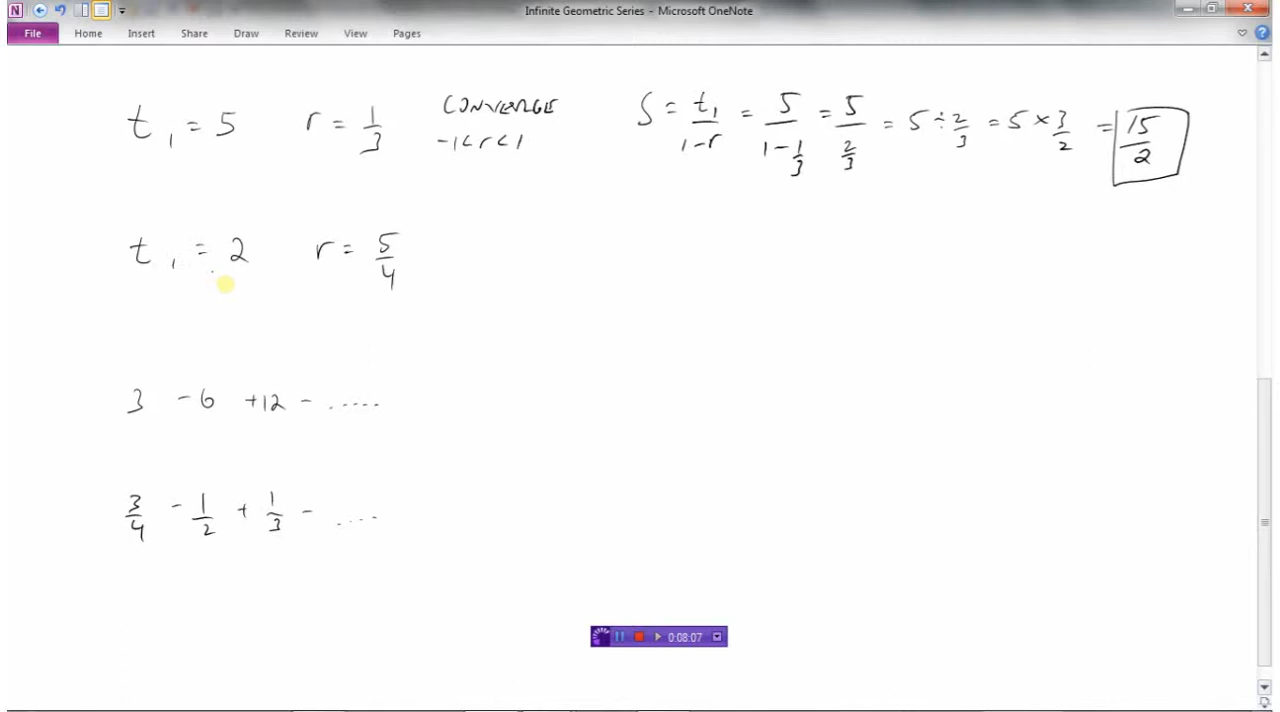 Infinite Geometric Series - Microsoft OneNote
File Home Insert Share Draw Review View Pages
t₁ = 5 r = 1/3 CONVERGE S = t₁/(1-r) = 5/(1 - 1/3) = 5/(2/3) = 5 ÷ 2/3 = 5 × 3/2 = 15/2
-1<r<1
t₁ = 2 r = 5/4
3 - 6 + 12 - .....
3/4 - 1/2 + 1/3 - ....
0:08:07